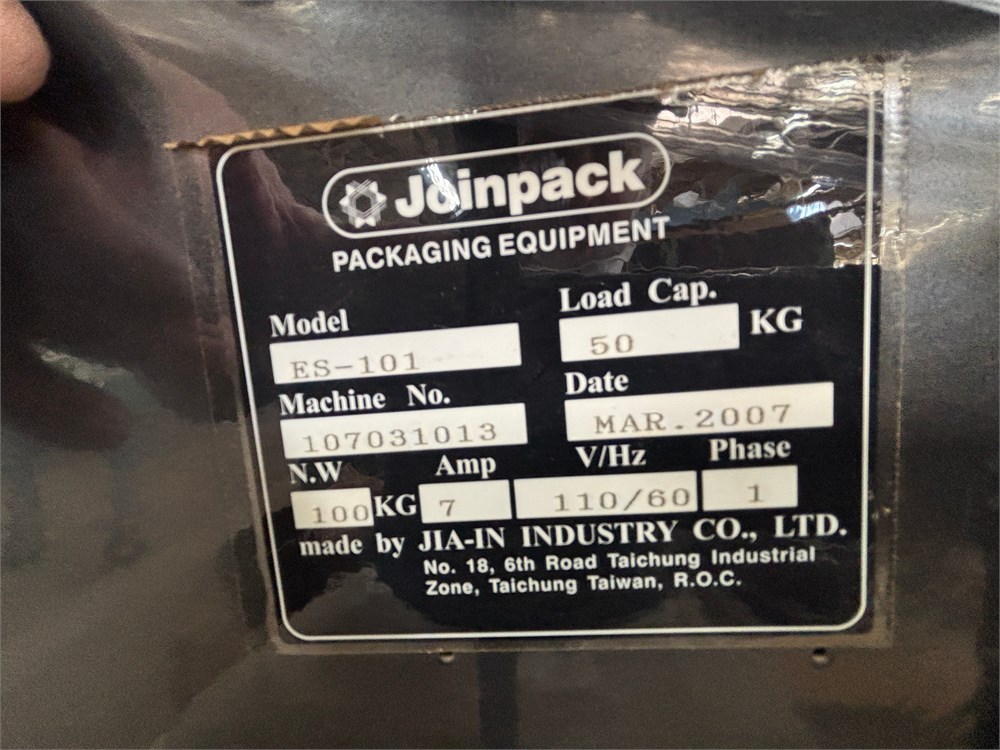 Joinpack
PACKAGING EQUIPMENT
Model
Load Cap.
ES-101
50 KG
Machine No.
Date
107031013
MAR.2007
N.W Amp V/Hz Phase
100 KG 7 110/60 1
made by JIA-IN INDUSTRY CO., LTD.
No. 18, 6th Road Taichung Industrial
Zone, Taichung Taiwan, R.O.C.